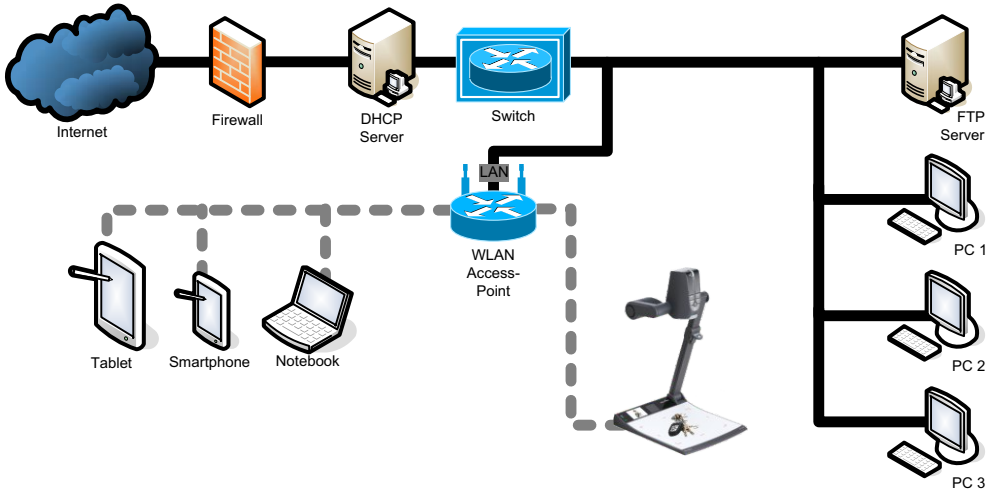 Internet
Firewall
DHCP
Server
Switch
FTP
Server
LAN
WLAN
Access-
Point
PC 1
Tablet
Smartphone
Notebook
PC 2
PC 3